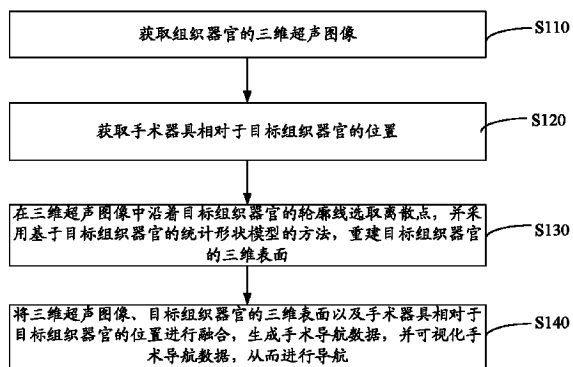 获取组织器官的三维超声图像
S110
获取手术器具相对于目标组织器官的位置
S120
在三维超声图像中沿着目标组织器官的轮廓线选取离散点，并采
用基于目标组织器官的统计形状模型的方法，重建目标组织器官
的三维表面
S130
将三维超声图像、目标组织器官的三维表面以及手术器具相对于
目标组织器官的位置进行融合，生成手术导航数据，并可视化手
术导航数据，从而进行导航
S140